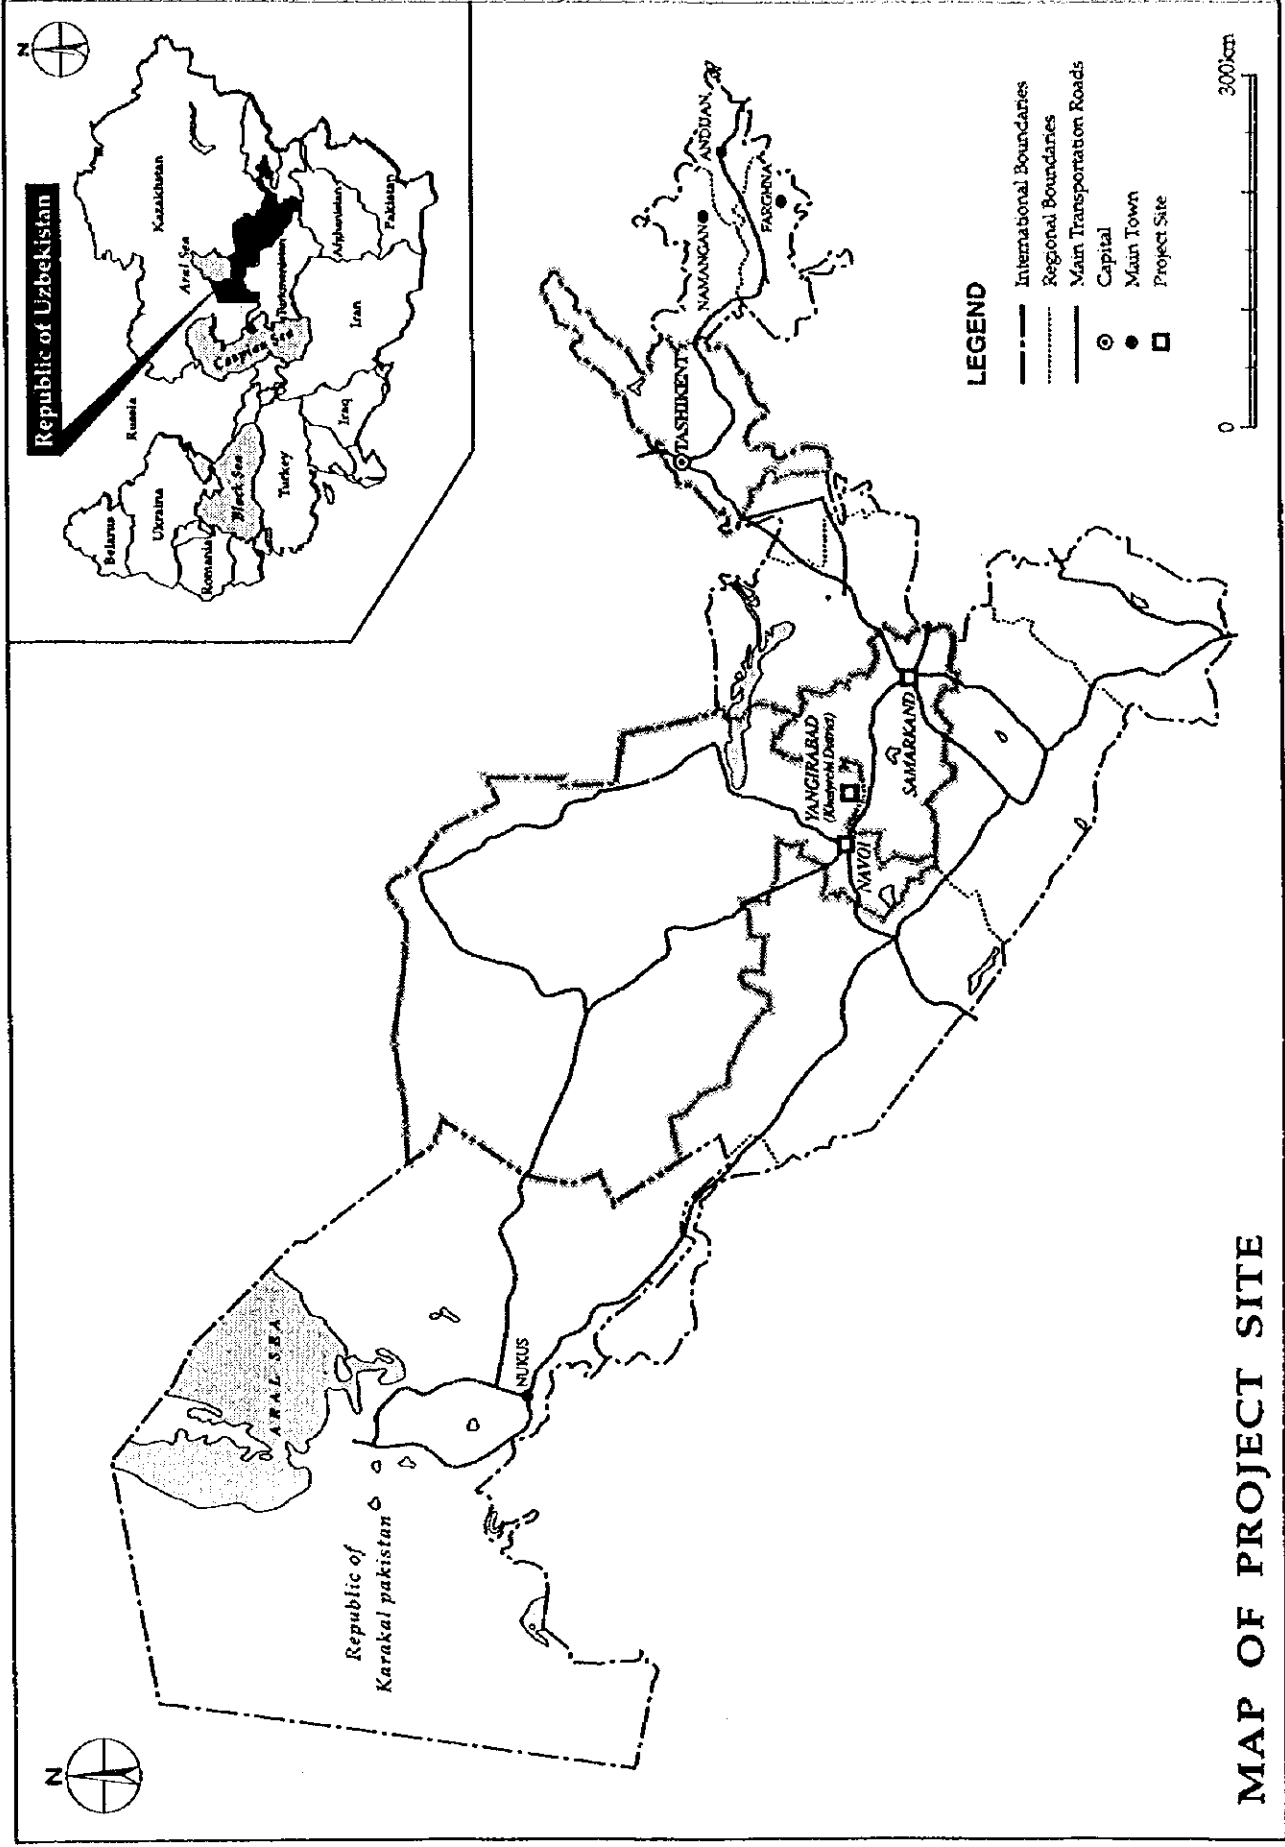 MAP OF PROJECT SITE
N
Republic of
Karakal pakistan
ARAL SEA
NUKUS
NAVOI
YANGIRABAD
SAMARKAND
TASHIKENT
NAMANGAN
ANDIJAN
FARGHNA
N
Republic of Uzbekistan
Belarus
Ukraina
Romania
Russia
Black Sea
Turkey
Kazakhstan
Aral Sea
Caspian Sea
Iraq
Iran
Afghanistan
Pakistan
LEGEND
International Boundaries
Regional Boundaries
Main Transportation Roads
Capital
Main Town
Project Site
0
300km